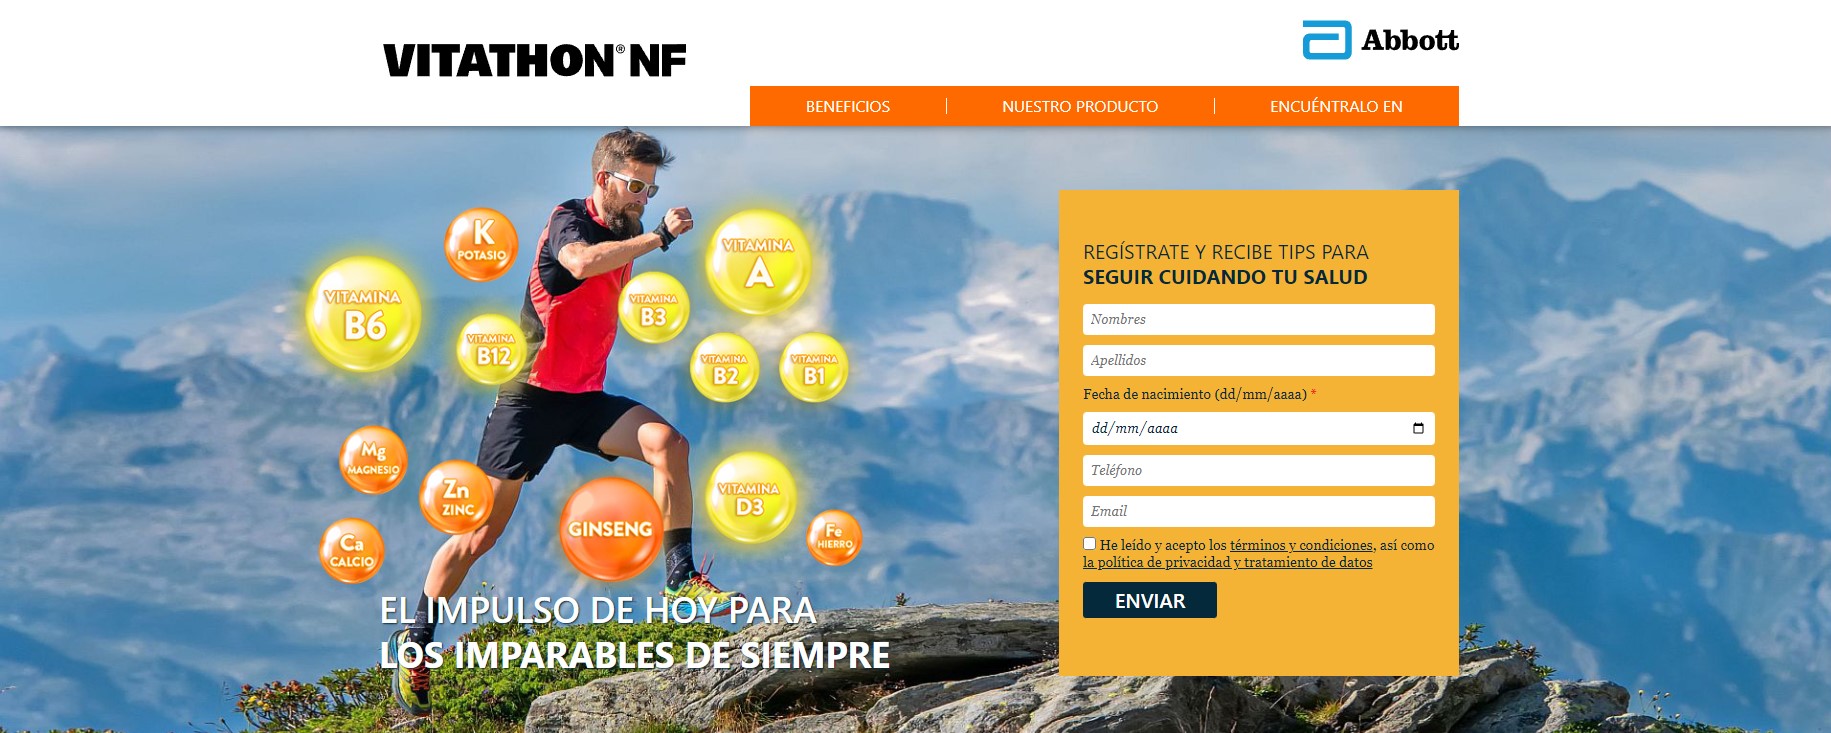 VITATHON® NF
Abbott
BENEFICIOS
NUESTRO PRODUCTO
ENCUÉNTRALO EN
K
POTASIO
VITAMINA
A
VITAMINA
B6
VITAMINA
B3
VITAMINA
B12
VITAMINA
B2
VITAMINA
B1
Mg
MAGNESIO
Zn
ZINC
GINSENG
VITAMINA
D3
Fe
HIERRO
Ca
CALCIO
EL IMPULSO DE HOY PARA
LOS IMPARABLES DE SIEMPRE
REGÍSTRATE Y RECIBE TIPS PARA
SEGUIR CUIDANDO TU SALUD
Nombres
Apellidos
Fecha de nacimiento (dd/mm/aaaa) *
dd/mm/aaaa
Teléfono
Email
He leído y acepto los términos y condiciones, así como
la política de privacidad y tratamiento de datos
ENVIAR